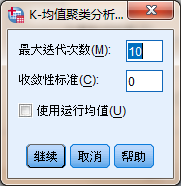 K-均值聚类分析...
最大迭代次数(M): 10
收敛性标准(C): 0
使用运行均值(U)
继续 取消 帮助